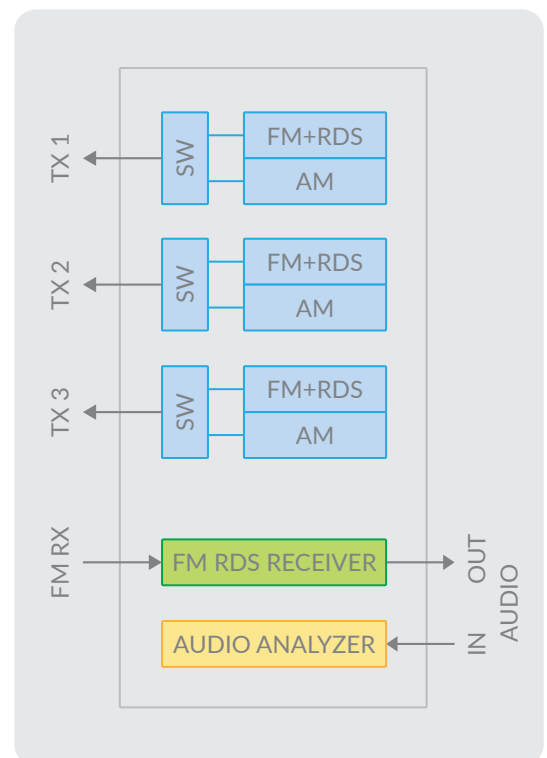 TX 1
SW
FM+RDS
AM
TX 2
SW
FM+RDS
AM
TX 3
SW
FM+RDS
AM
FM RX
FM RDS RECEIVER
OUT
AUDIO ANALYZER
IN
AUDIO